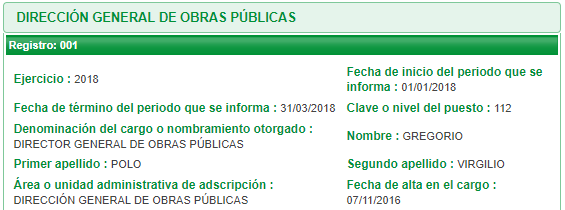 DIRECCIÓN GENERAL DE OBRAS PÚBLICAS
Registro: 001
Ejercicio : 2018
Fecha de inicio del periodo que se
informa : 01/01/2018
Fecha de término del periodo que se informa : 31/03/2018
Clave o nivel del puesto : 112
Denominación del cargo o nombramiento otorgado :
DIRECTOR GENERAL DE OBRAS PÚBLICAS
Nombre : GREGORIO
Primer apellido : POLO
Segundo apellido : VIRGILIO
Área o unidad administrativa de adscripción :
DIRECCIÓN GENERAL DE OBRAS PÚBLICAS
Fecha de alta en el cargo :
07/11/2016